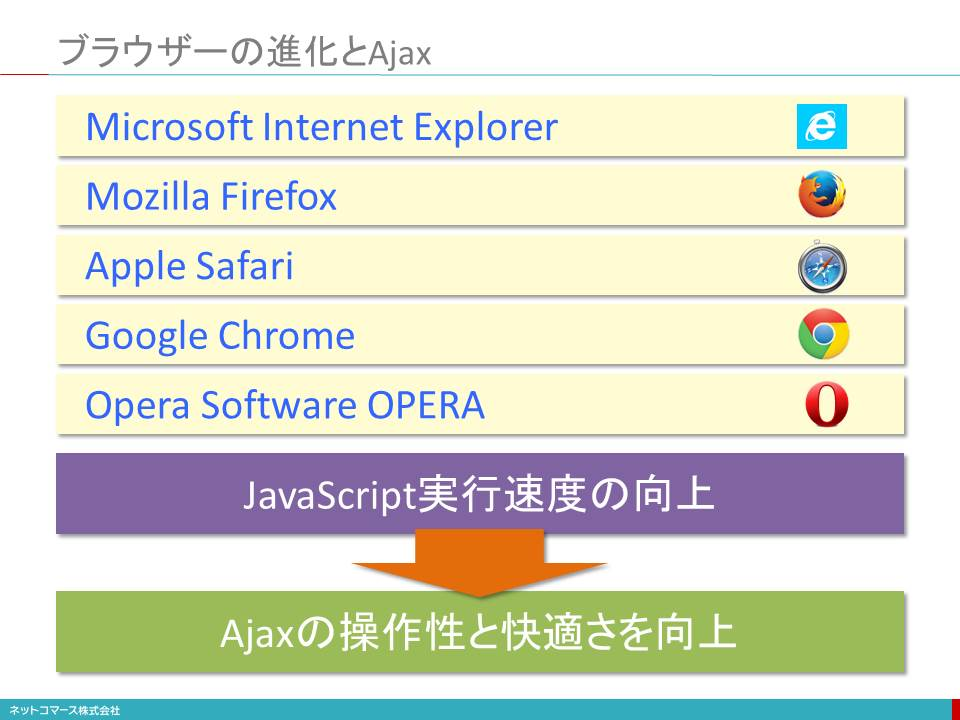 ブラウザーの進化とAjax
Microsoft Internet Explorer
Mozilla Firefox
Apple Safari
Google Chrome
Opera Software OPERA
JavaScript実行速度の向上
Ajaxの操作性と快適さを向上
ネットコマース株式会社